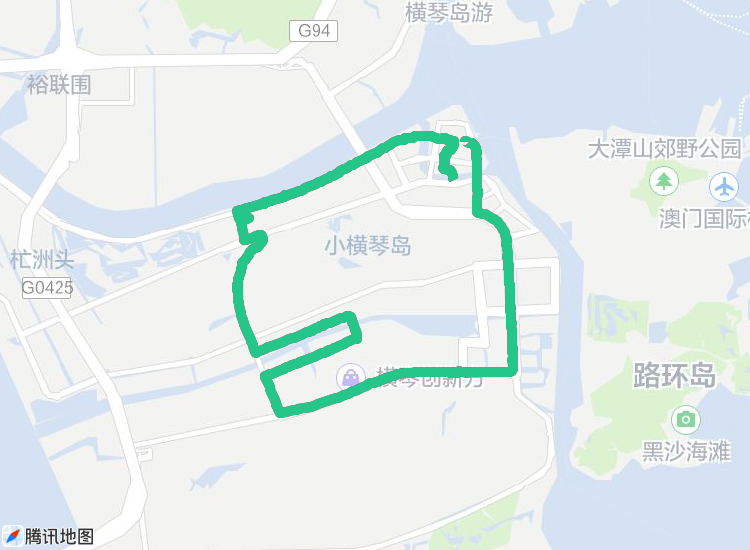 横琴岛游
G94
裕联围
大潭山郊野公园
澳门国际机
小横琴岛
杧洲头
G0425
路环岛
横琴创新方
黑沙海滩
腾讯地图